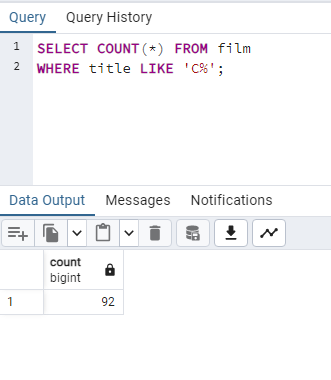 Query Query History
1 SELECT COUNT(*) FROM film
2 WHERE title LIKE 'C%';
Data Output Messages Notifications
count
bigint
1 92